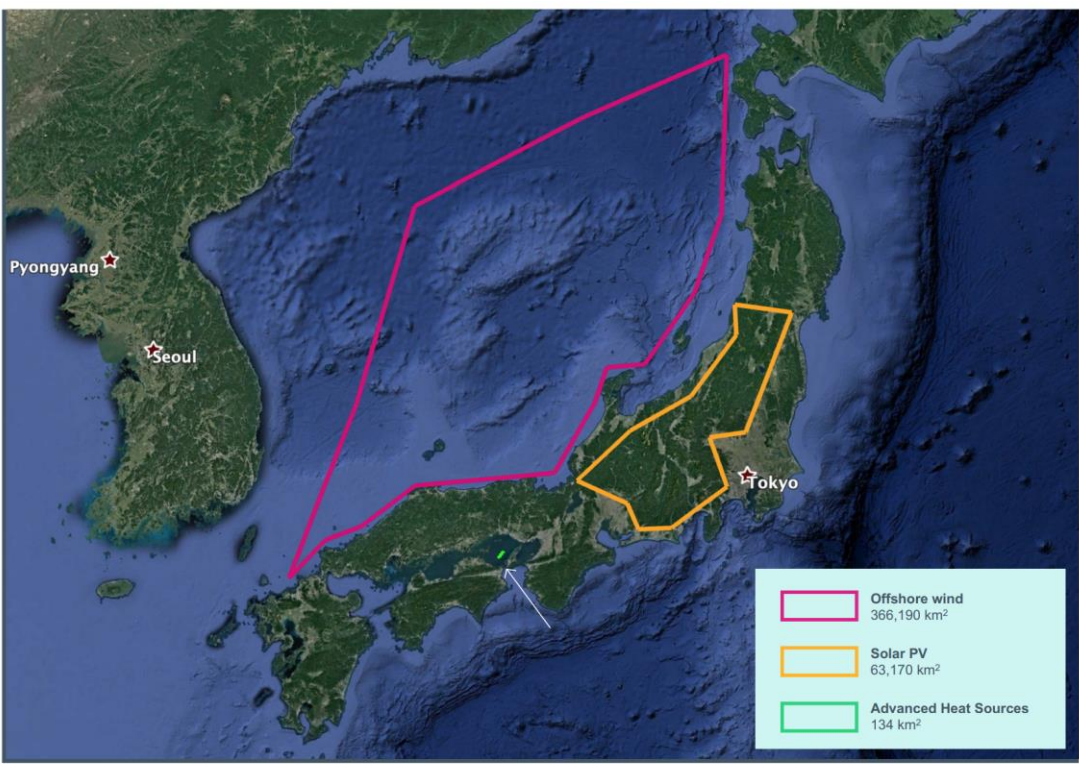 Pyongyang
Seoul
Tokyo
Offshore wind
366,190 km²
Solar PV
63,170 km²
Advanced Heat Sources
134 km²